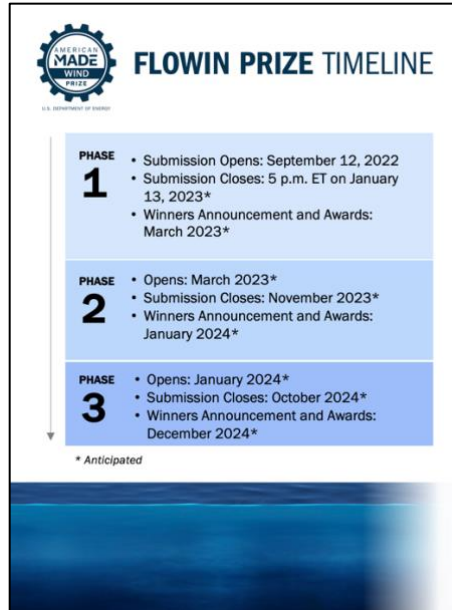 AMERICAN
MADE
WIND
PRIZE
U.S. DEPARTMENT OF ENERGY
FLOWIN PRIZE TIMELINE
PHASE
1
• Submission Opens: September 12, 2022
• Submission Closes: 5 p.m. ET on January
13, 2023*
• Winners Announcement and Awards:
March 2023*
PHASE
2
• Opens: March 2023*
• Submission Closes: November 2023*
• Winners Announcement and Awards:
January 2024*
PHASE
3
• Opens: January 2024*
• Submission Closes: October 2024*
• Winners Announcement and Awards:
December 2024*
* Anticipated